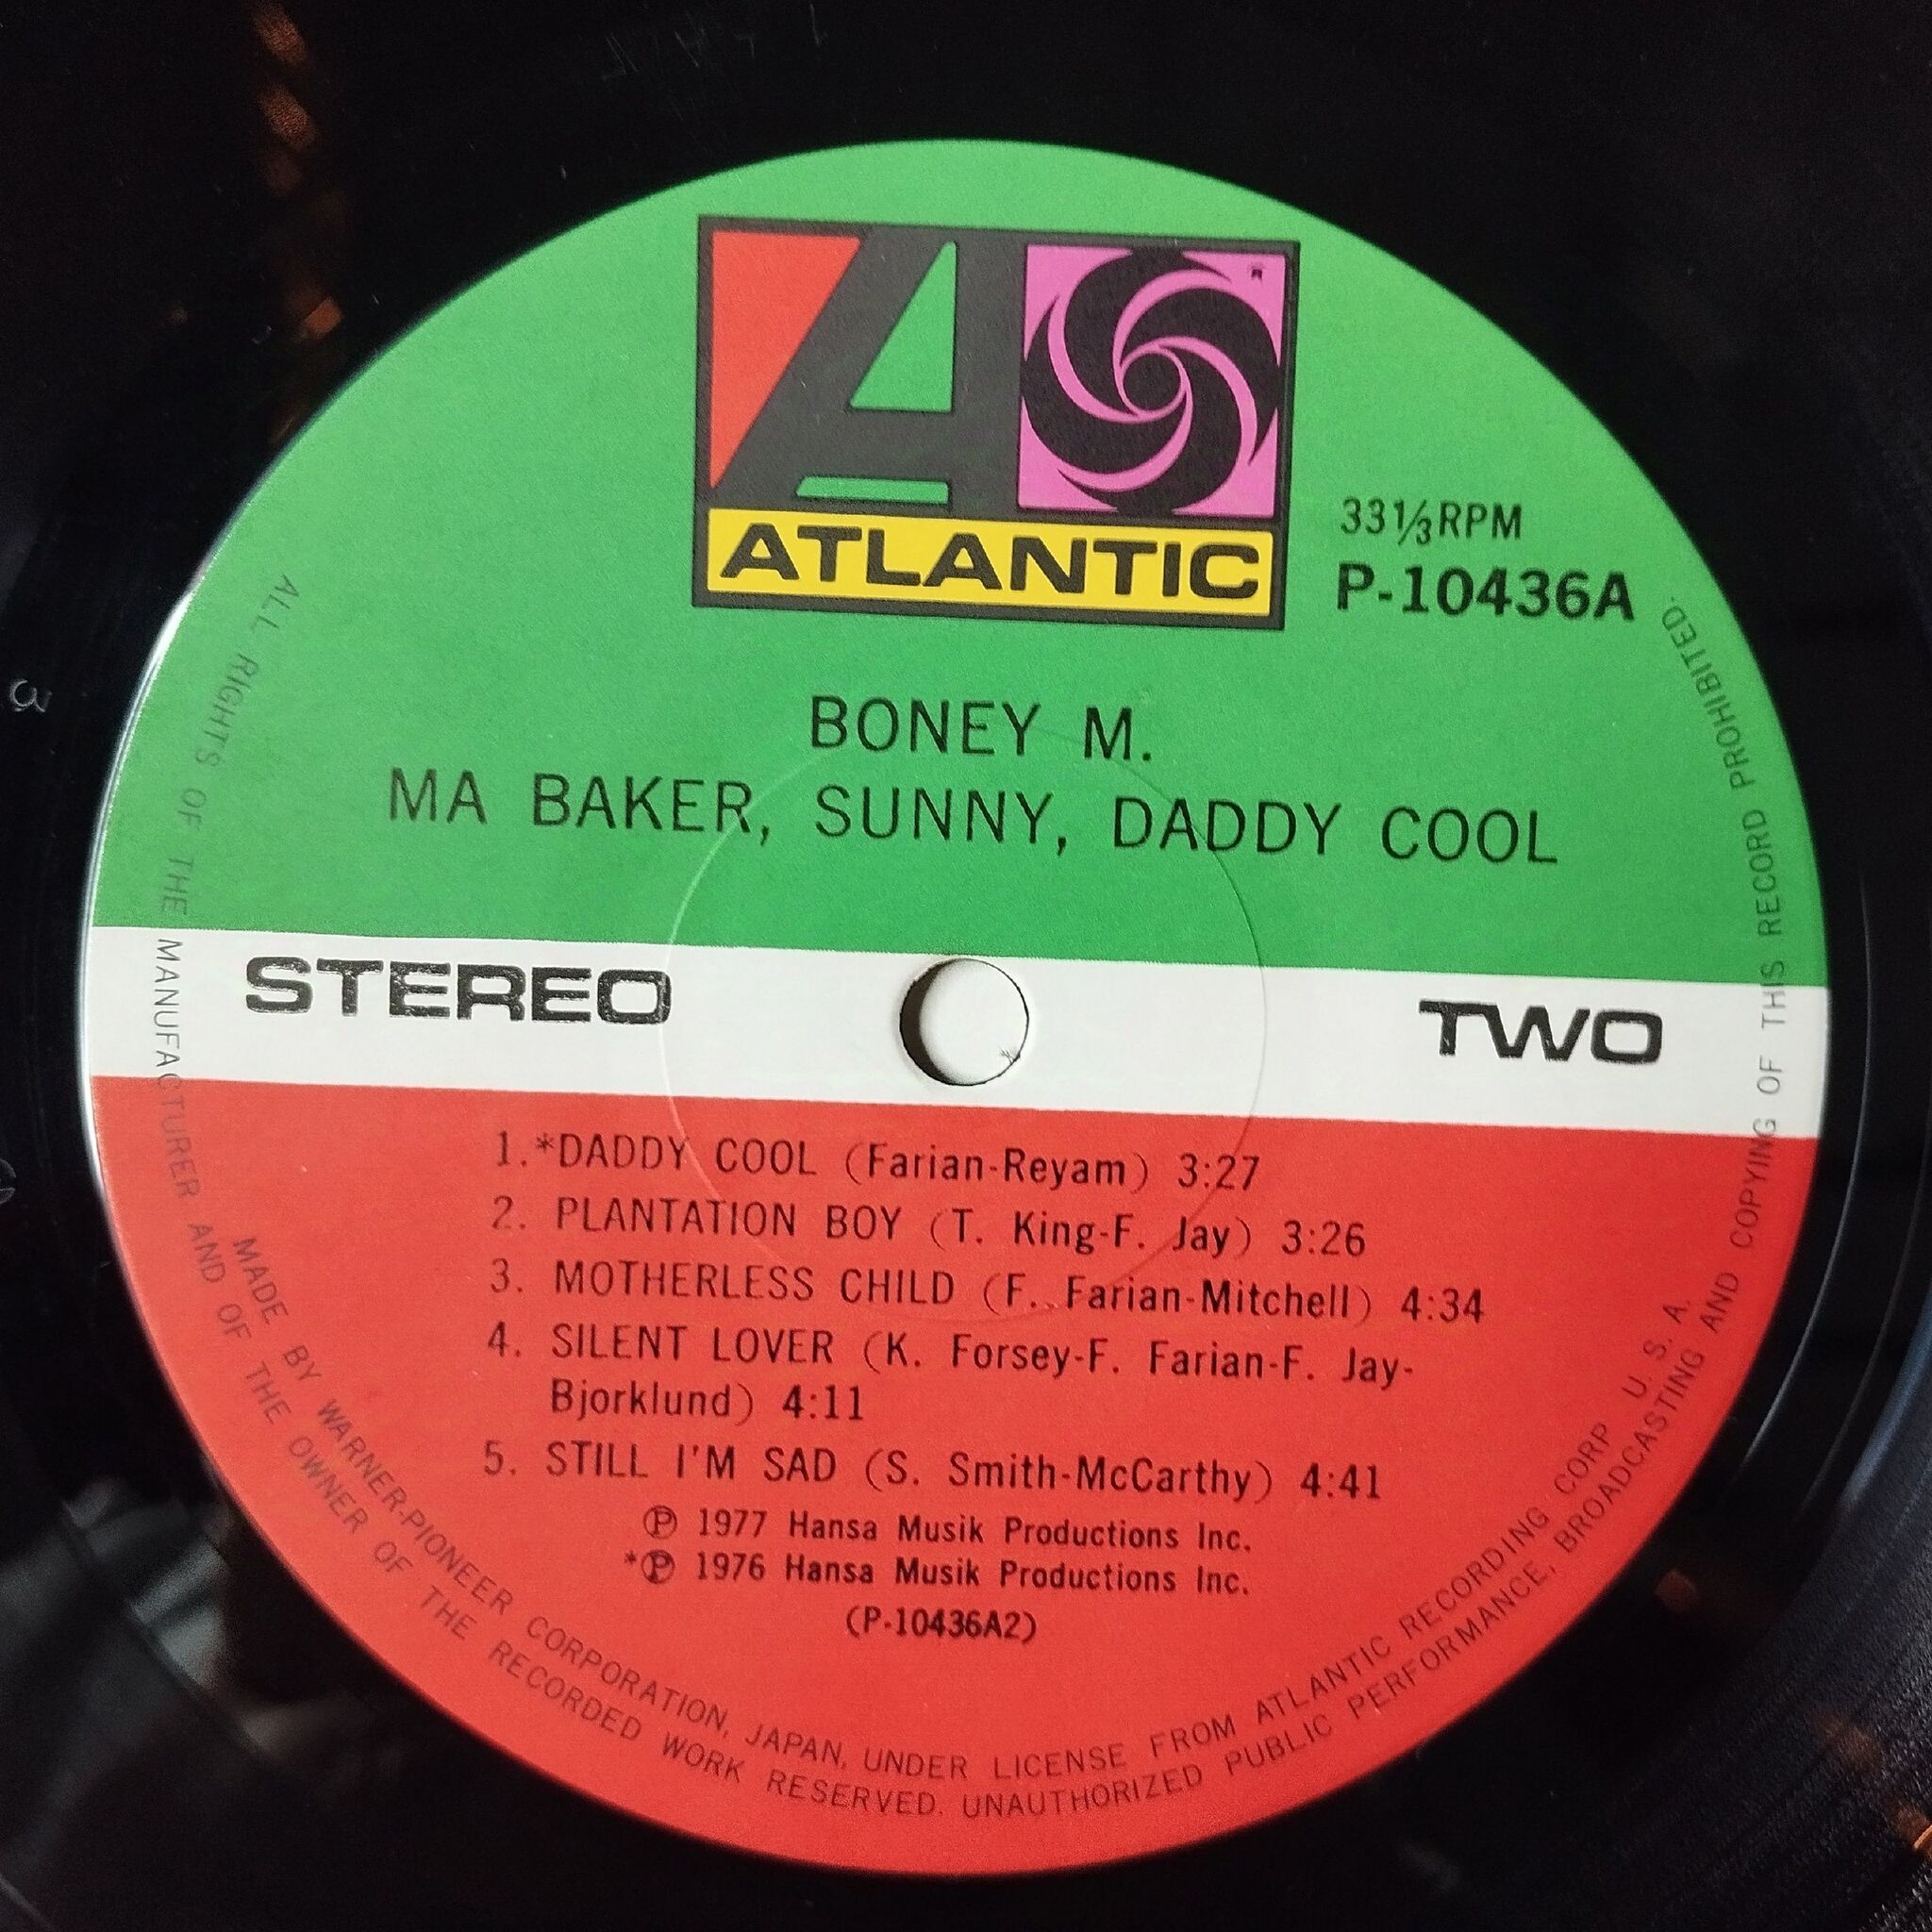 ATLANTIC
®
33⅓RPM
P-10436A
BONEY M.
MA BAKER, SUNNY, DADDY COOL
STEREO
TWO
1.*DADDY COOL (Farian-Reyam) 3:27
2. PLANTATION BOY (T. King-F. Jay) 3:26
3. MOTHERLESS CHILD (F. Farian-Mitchell) 4:34
4. SILENT LOVER (K. Forsey-F. Farian-F. Jay-
Bjorklund) 4:11
5. STILL I'M SAD (S. Smith-McCarthy) 4:41
℗ 1977 Hansa Musik Productions Inc.
*℗ 1976 Hansa Musik Productions Inc.
(P-10436A2)
MADE BY WARNER-PIONEER CORPORATION, JAPAN, UNDER LICENSE FROM ATLANTIC RECORDING CORP. U. S. A.
ALL RIGHTS OF THE MANUFACTURER AND OF THE OWNER OF THE RECORDED WORK RESERVED. UNAUTHORIZED PUBLIC PERFORMANCE, BROADCASTING AND COPYING OF THIS RECORD PROHIBITED.